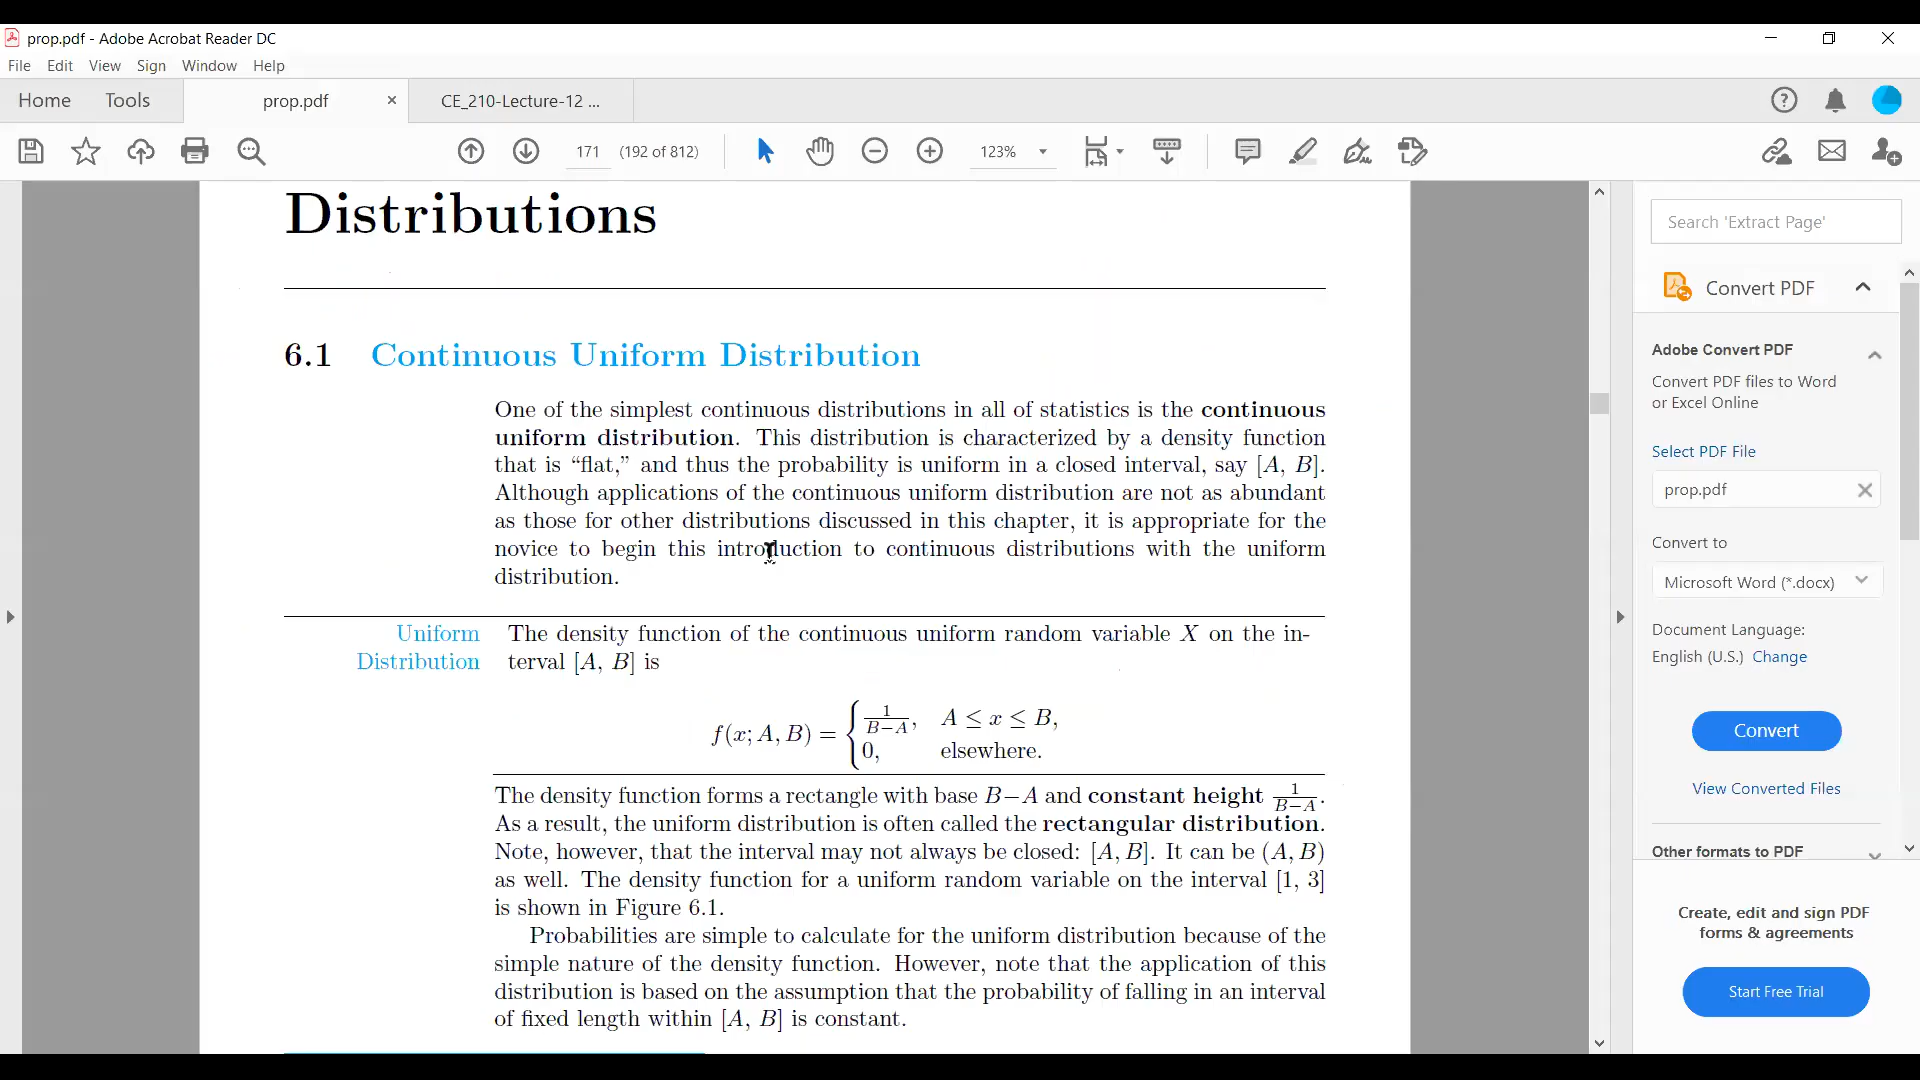 prop.pdf - Adobe Acrobat Reader DC
File Edit View Sign Window Help
Home Tools prop.pdf × CE_210-Lecture-12 ...
171 (192 of 812) 123%
Distributions
6.1 Continuous Uniform Distribution
One of the simplest continuous distributions in all of statistics is the continuous
uniform distribution. This distribution is characterized by a density function
that is “flat,” and thus the probability is uniform in a closed interval, say [A, B].
Although applications of the continuous uniform distribution are not as abundant
as those for other distributions discussed in this chapter, it is appropriate for the
novice to begin this introduction to continuous distributions with the uniform
distribution.
Uniform The density function of the continuous uniform random variable X on the in-
Distribution terval [A, B] is
f(x; A, B) = { 1/(B−A), A ≤ x ≤ B,
0, elsewhere.
The density function forms a rectangle with base B−A and constant height 1/(B−A).
As a result, the uniform distribution is often called the rectangular distribution.
Note, however, that the interval may not always be closed: [A, B]. It can be (A, B)
as well. The density function for a uniform random variable on the interval [1, 3]
is shown in Figure 6.1.
Probabilities are simple to calculate for the uniform distribution because of the
simple nature of the density function. However, note that the application of this
distribution is based on the assumption that the probability of falling in an interval
of fixed length within [A, B] is constant.
Search 'Extract Page'
Convert PDF
Adobe Convert PDF
Convert PDF files to Word
or Excel Online
Select PDF File
prop.pdf
Convert to
Microsoft Word (*.docx)
Document Language:
English (U.S.) Change
Convert
View Converted Files
Other formats to PDF
Create, edit and sign PDF
forms & agreements
Start Free Trial